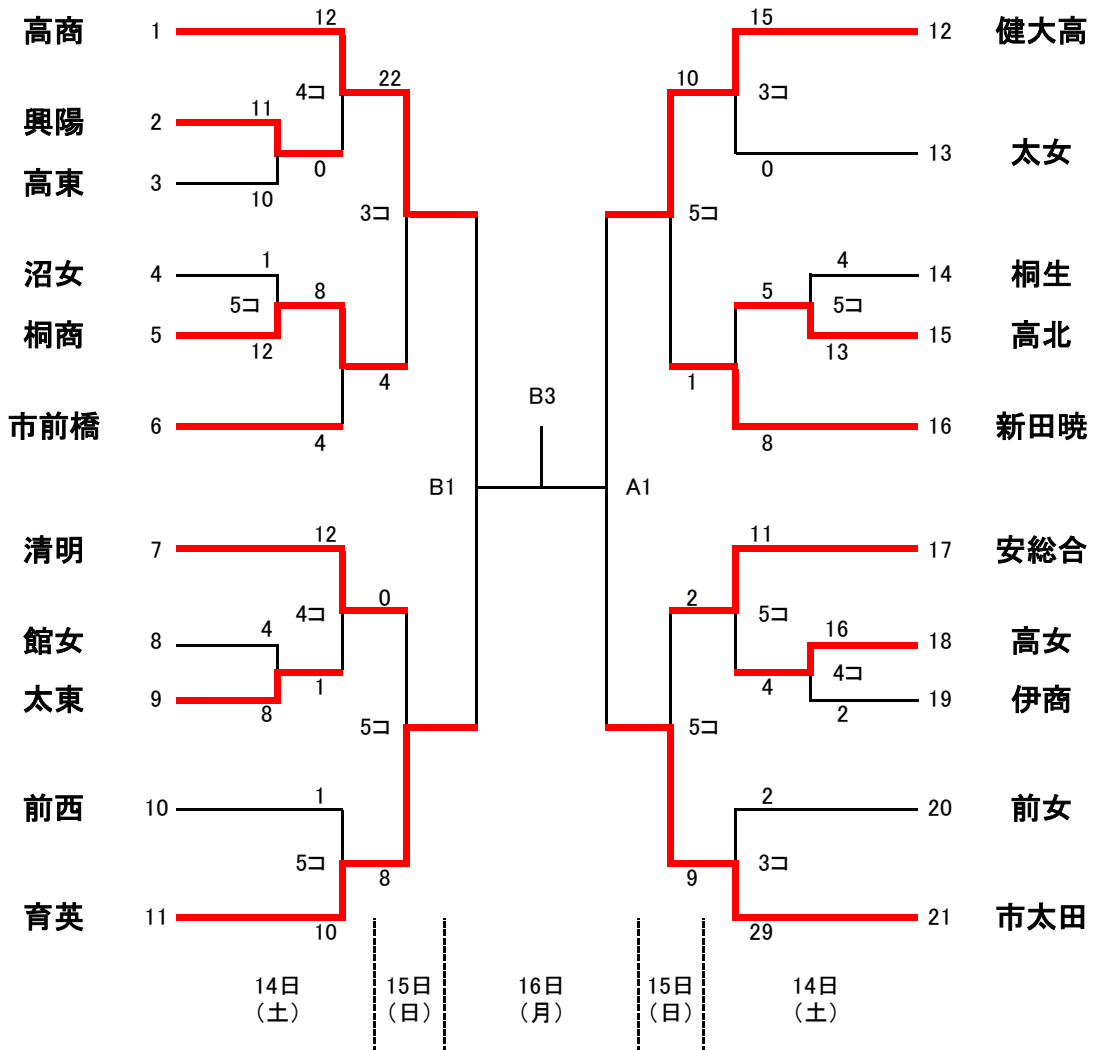 高商 1 12 15 12 健大高
4コ 22 10 3コ
興陽 2 11
0 0 13 太女
高東 3 10
3コ 5コ
沼女 4 1 4 14 桐生
5コ 8 5 5コ
桐商 5 12 13 15 高北
4 1
B3
市前橋 6 4 8 16 新田暁
B1 A1
清明 7 12 11 17 安総合
4コ 0 2 5コ
館女 8 4 16 18 高女
1 4 4コ
太東 9 8 2 19 伊商
5コ 5コ
前西 10 1 2 20 前女
5コ 8 9 3コ
育英 11 10 29 21 市太田
14日 15日 16日 15日 14日
（土） （日） （月） （日） （土）